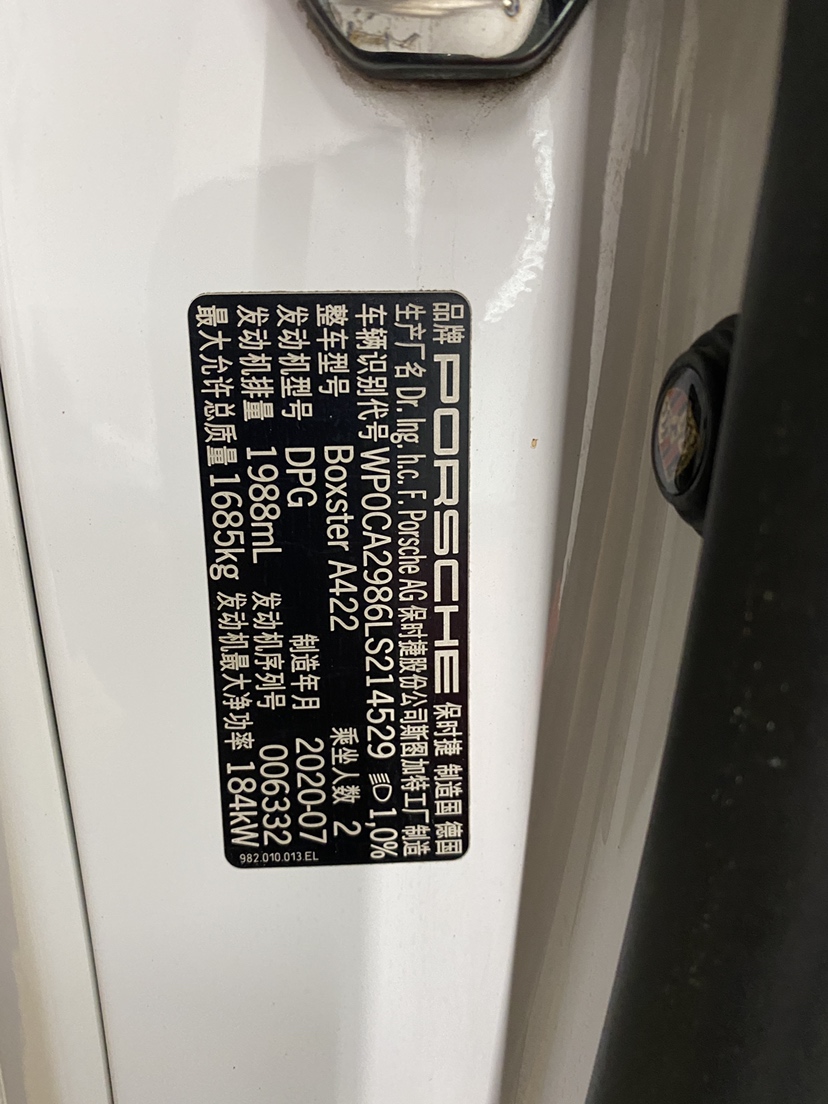 品牌 PORSCHE 保时捷 制造国 德国
生产厂名 Dr. Ing. h.c. F. Porsche AG 保时捷股份公司斯图加特工厂制造
车辆识别代号 WP0CA2986LS214529 1,0%
整车型号 Boxster A422 乘坐人数 2
发动机型号 DPG 制造年月 2020-07
发动机排量 1988mL 发动机序列号 006332
最大允许总质量 1685kg 发动机最大净功率 184kW
982.010.013.EL